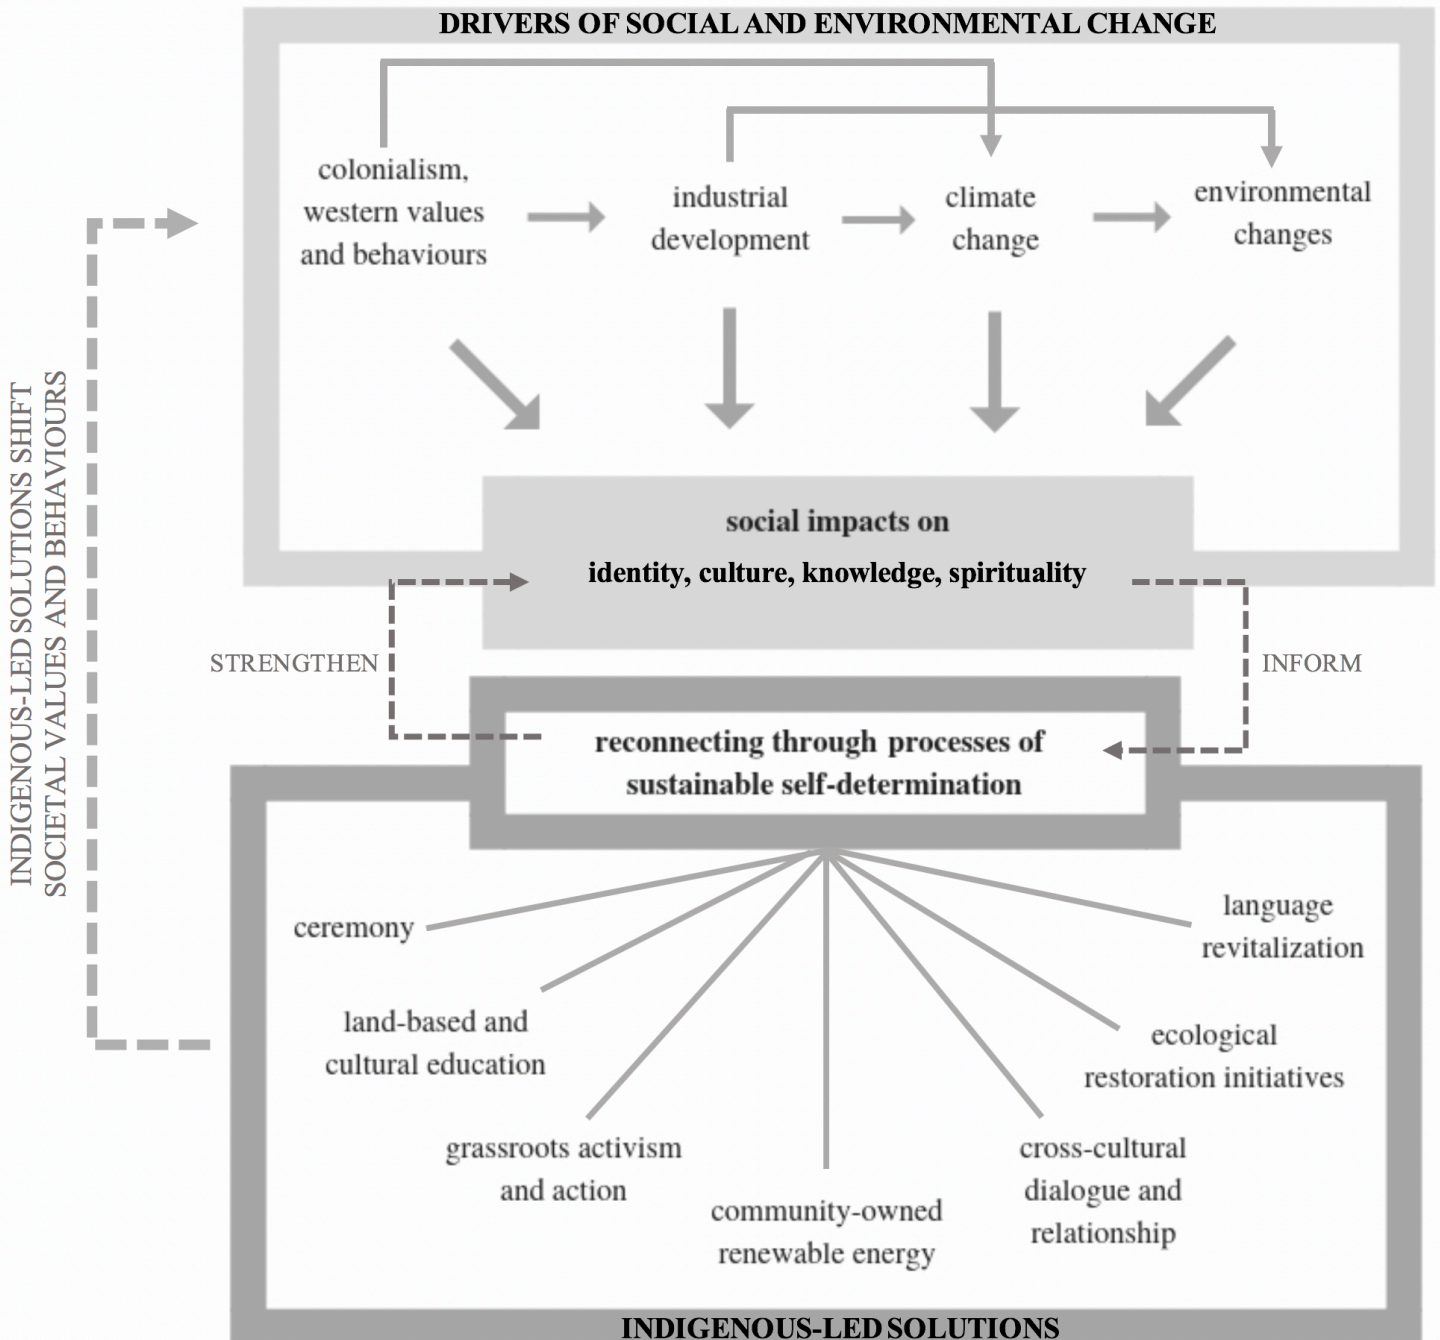 DRIVERS OF SOCIAL AND ENVIRONMENTAL CHANGE
colonialism,
western values
and behaviours
industrial
development
climate
change
environmental
changes
social impacts on
identity, culture, knowledge, spirituality
STRENGTHEN
INFORM
INDIGENOUS-LED SOLUTIONS SHIFT
SOCIETAL VALUES AND BEHAVIOURS
reconnecting through processes of
sustainable self-determination
ceremony
land-based and
cultural education
grassroots activism
and action
community-owned
renewable energy
cross-cultural
dialogue and
relationship
ecological
restoration initiatives
language
revitalization
INDIGENOUS-LED SOLUTIONS